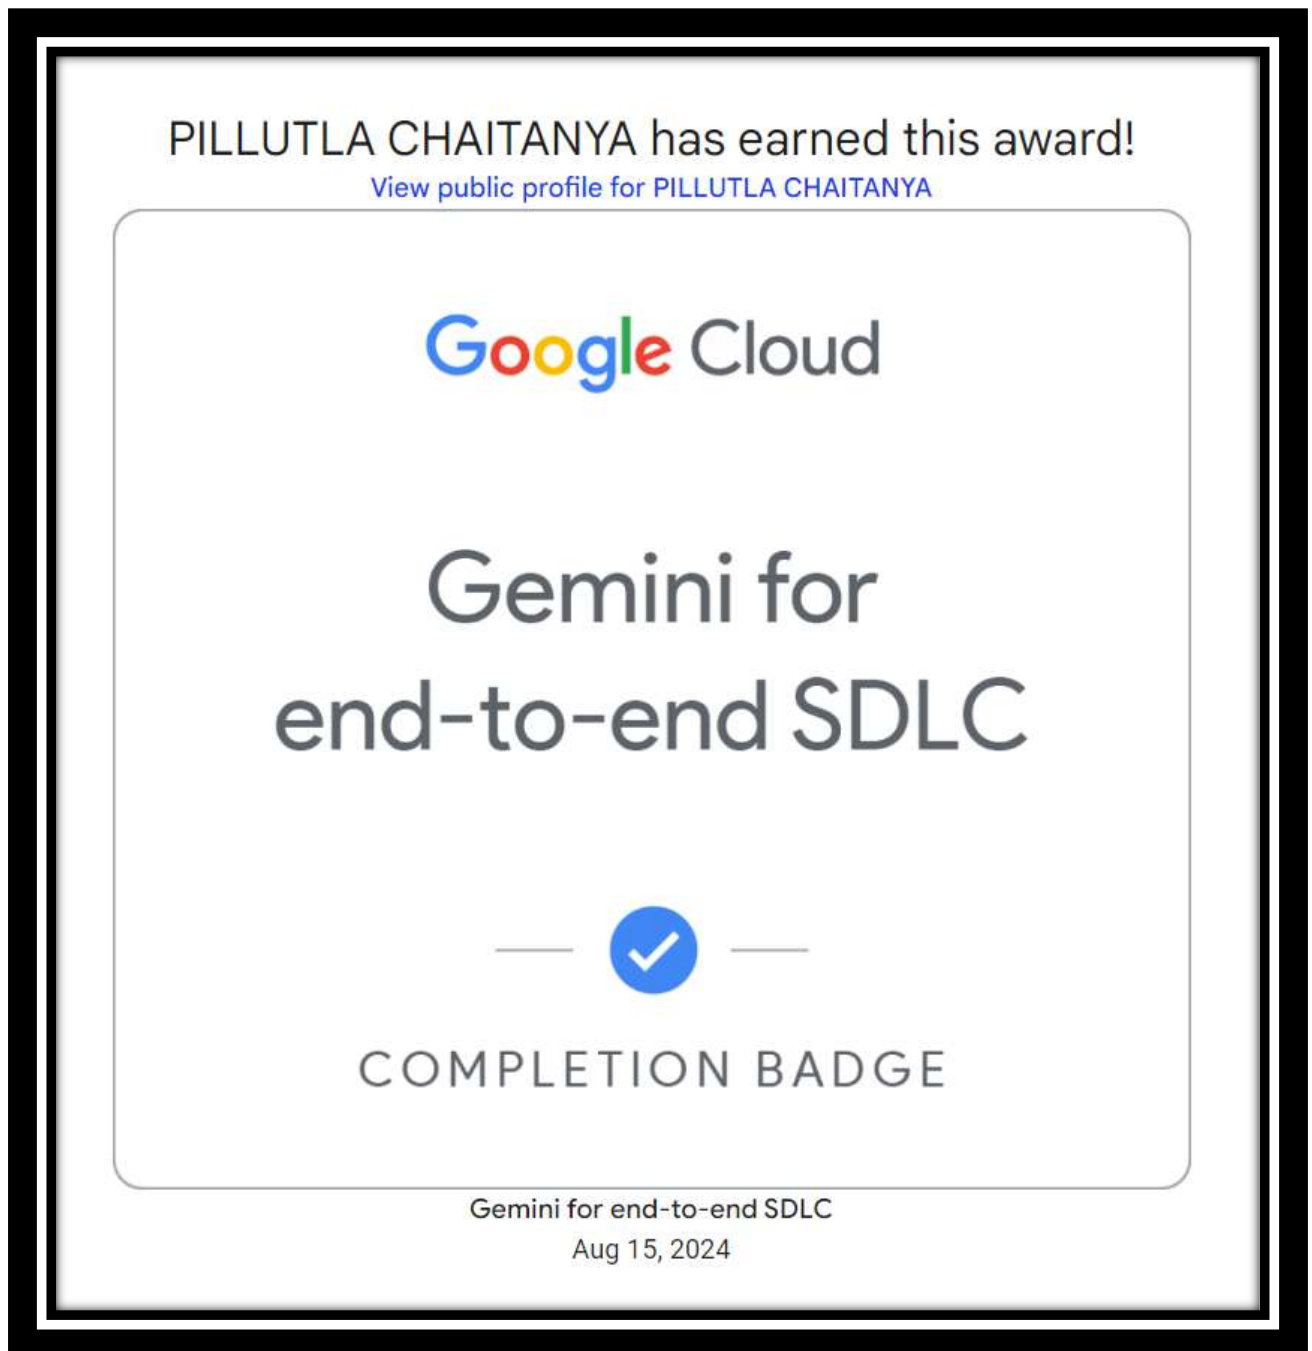 PILLUTLA CHAITANYA has earned this award!
View public profile for PILLUTLA CHAITANYA
Google Cloud
Gemini for
end-to-end SDLC
COMPLETION BADGE
Gemini for end-to-end SDLC
Aug 15, 2024